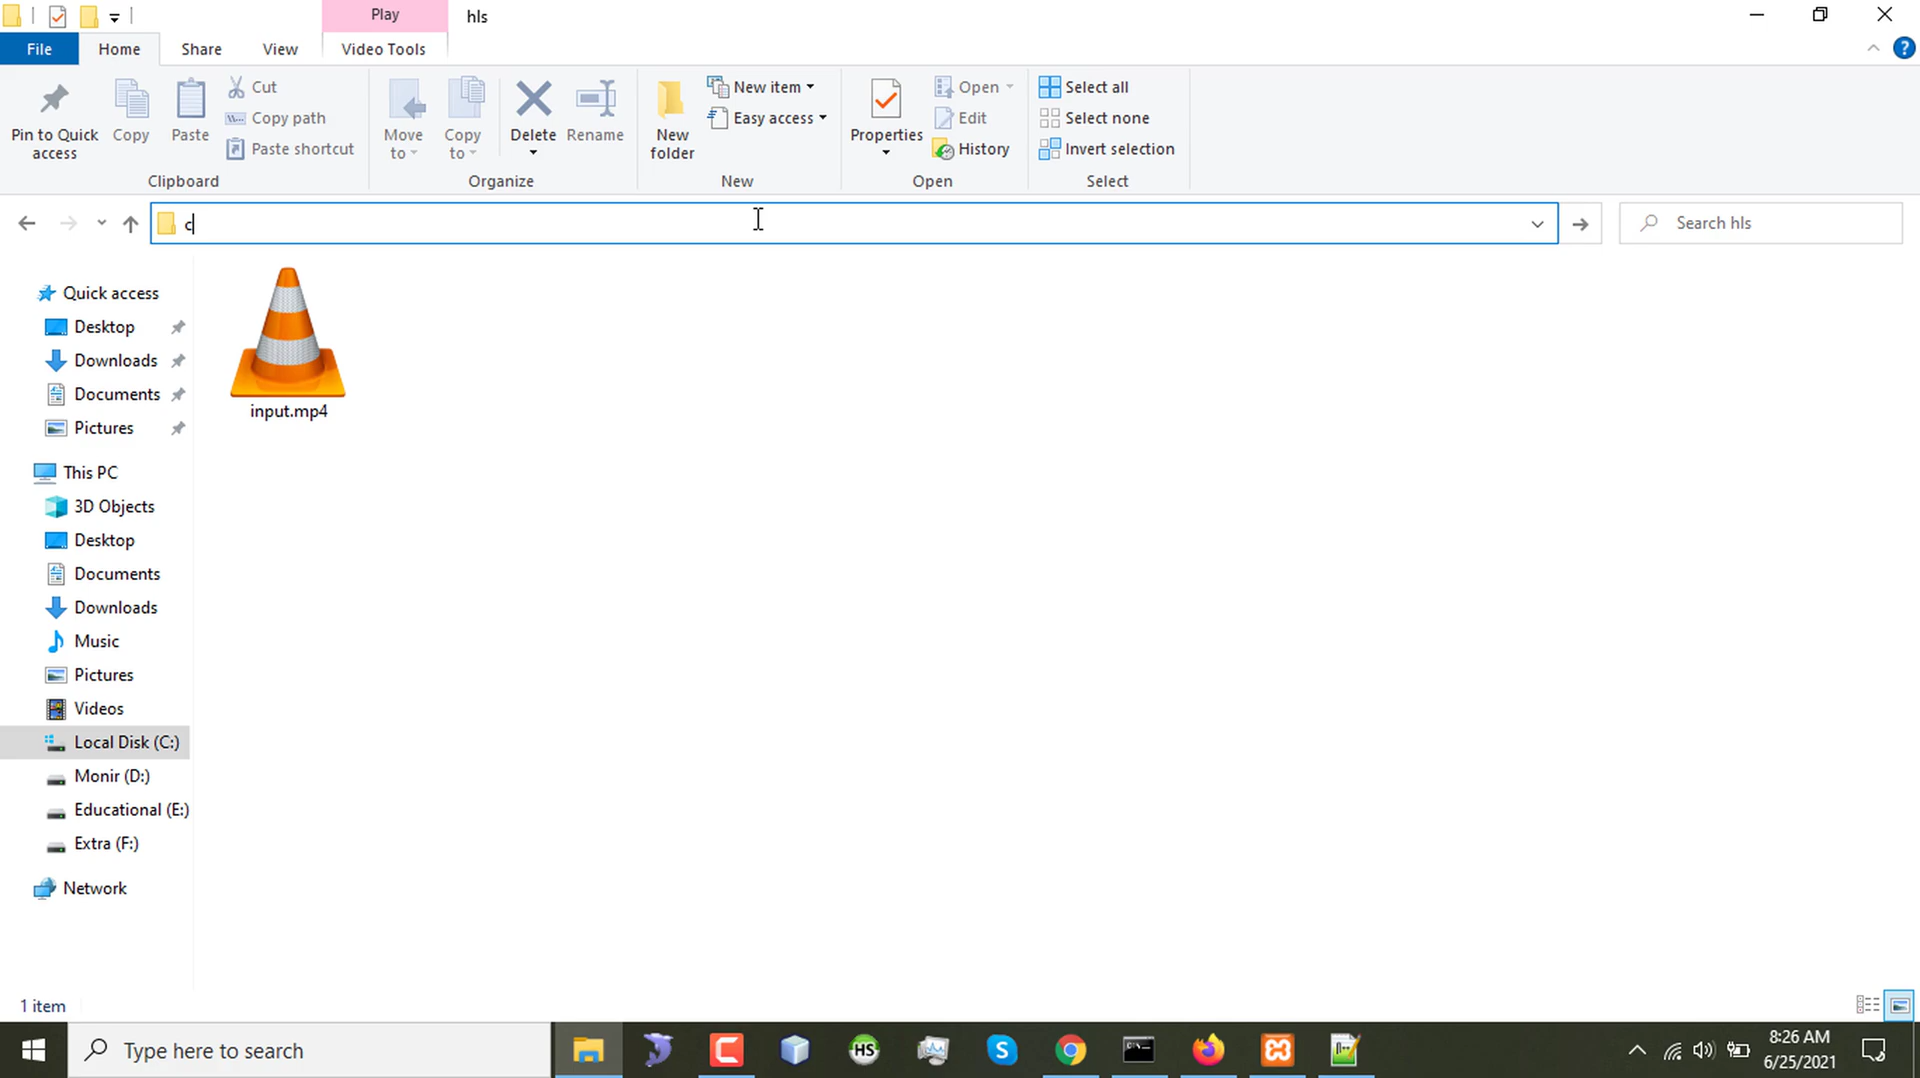 Play
hls
File
Home
Share
View
Video Tools
Pin to Quick access
Copy
Paste
Cut
Copy path
Paste shortcut
Clipboard
Move to
Copy to
Delete
Rename
Organize
New folder
New item
Easy access
New
Properties
Open
Edit
History
Open
Select all
Select none
Invert selection
Select
c
Search hls
Quick access
Desktop
Downloads
Documents
Pictures
This PC
3D Objects
Desktop
Documents
Downloads
Music
Pictures
Videos
Local Disk (C:)
Monir (D:)
Educational (E:)
Extra (F:)
Network
input.mp4
1 item
Type here to search
HS
8:26 AM
6/25/2021